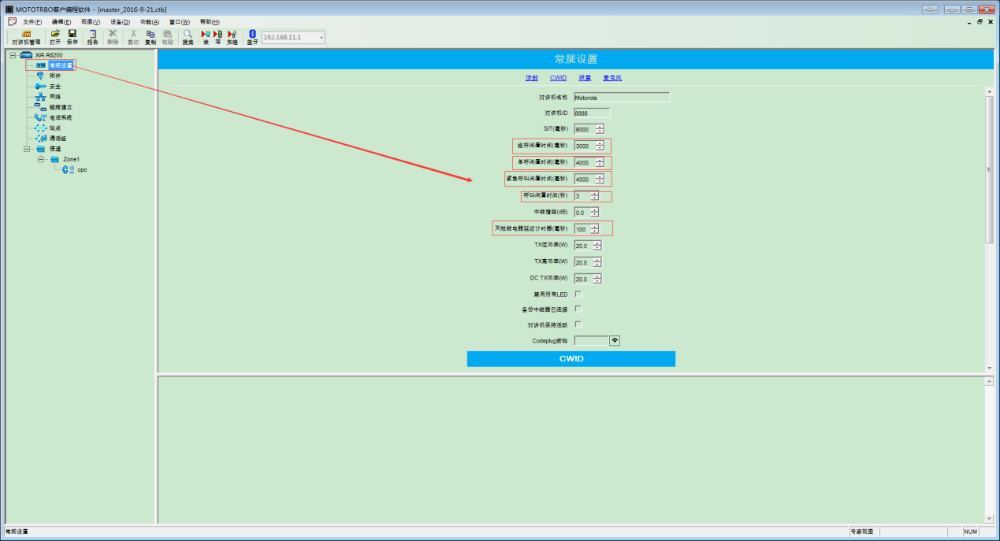 MOTOTRBO客户编程软件 - [master_2016-9-21.ctb]
文件(F) 编辑(E) 视图(V) 设备(D) 功能(A) 窗口(W) 帮助(H)
对讲机管理 打开 保存 报告 删除 剪切 复制 粘贴 搜索 读 写 克隆 蓝牙 192.168.11.1
XiR R8200
常规设置
附件
安全
网络
链路建立
电话系统
站点
通话组
信道
Zone1
cpc
常规设置
顶部 CWID 投票 麦克风
对讲机名称 Motorola
对讲机ID 8888
SIT(毫秒) 6000
组呼闲置时间(毫秒) 3000
单呼闲置时间(毫秒) 4000
紧急呼叫闲置时间(毫秒) 4000
呼叫闲置时间(秒) 3
中继增益(dB) 0.0
天线继电器延迟计时器(毫秒) 100
TX低功率(W) 20.0
TX高功率(W) 20.0
DC TX功率(W) 20.0
禁用所有LED
备份中继器已连接
对讲机保持活跃
Codeplug密码
CWID
常规设置 专家视图 NUM